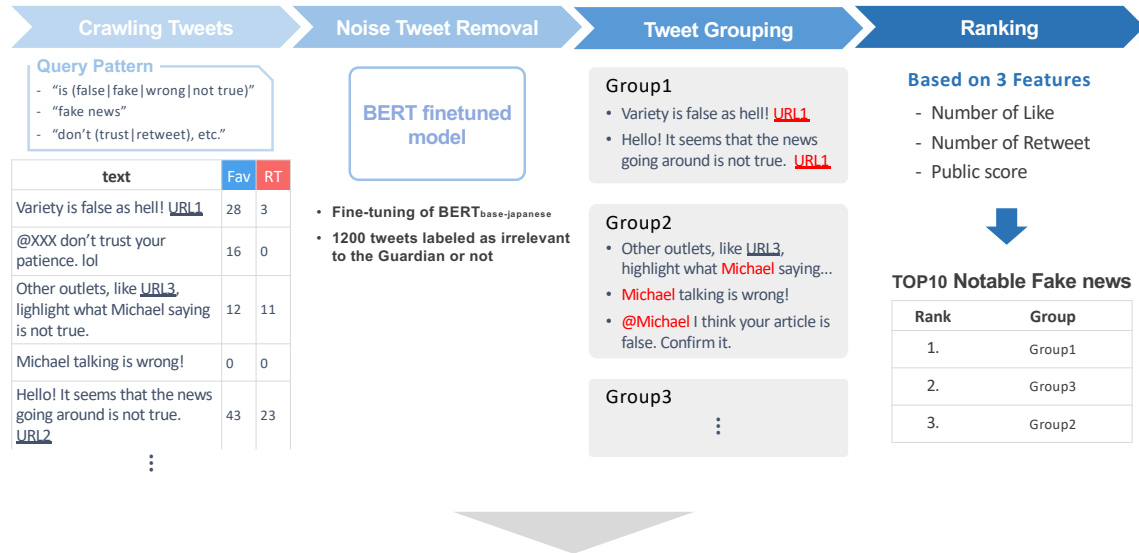 Crawling Tweets
Noise Tweet Removal
Tweet Grouping
Ranking
Query Pattern
- “is (false|fake|wrong|not true)”
- “fake news”
- “don’t (trust|retweet), etc.”
text Fav RT
Variety is false as hell! URL1 28 3
@XXX don’t trust your
patience. lol
16 0
Other outlets, like URL3,
lighlight what Michael saying
is not true.
12 11
Michael talking is wrong! 0 0
Hello! It seems that the news
going around is not true.
URL2
43 23
⋮
BERT finetuned
model
• Fine-tuning of BERTbase-japanese
• 1200 tweets labeled as irrelevant
to the Guardian or not
Group1
• Variety is false as hell! URL1
• Hello! It seems that the news
going around is not true. URL1
Group2
• Other outlets, like URL3,
highlight what Michael saying...
• Michael talking is wrong!
• @Michael I think your article is
false. Confirm it.
Group3
⋮
Based on 3 Features
- Number of Like
- Number of Retweet
- Public score
TOP10 Notable Fake news
Rank Group
1. Group1
2. Group3
3. Group2